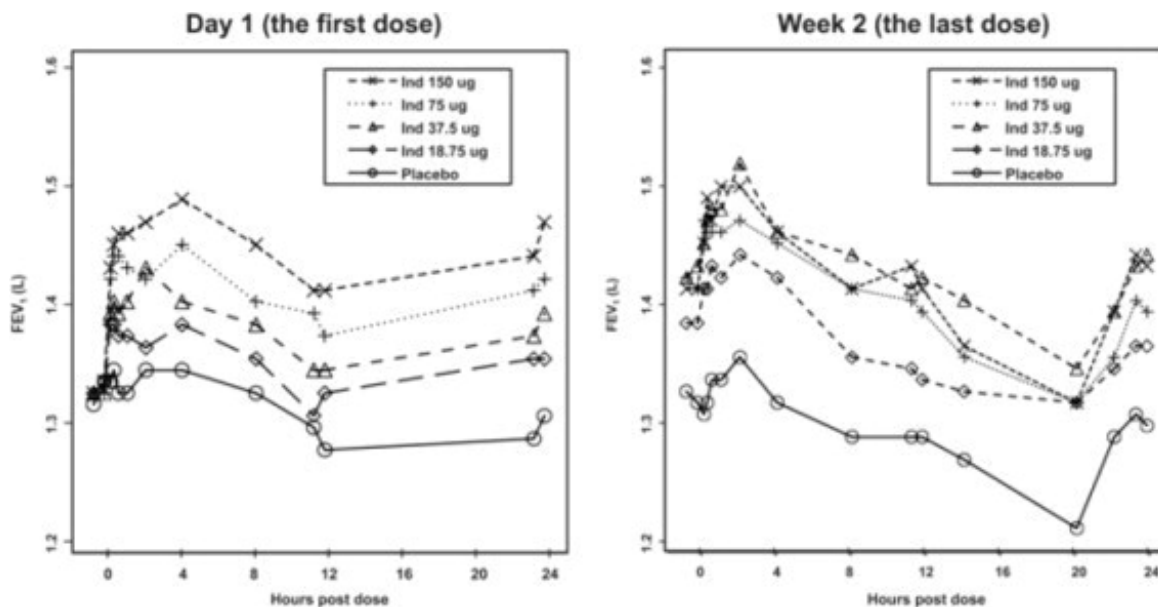 Day 1 (the first dose)
Week 2 (the last dose)
FEV₁ (L)
1.6
1.5
1.4
1.3
1.2
Ind 150 ug
Ind 75 ug
Ind 37.5 ug
Ind 18.75 ug
Placebo
0 4 8 12 16 20 24
Hours post dose
FEV₁ (L)
1.6
1.5
1.4
1.3
1.2
Ind 150 ug
Ind 75 ug
Ind 37.5 ug
Ind 18.75 ug
Placebo
0 4 8 12 16 20 24
Hours post dose